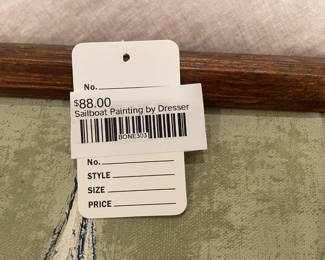 No.
$88.00
Sailboat Painting by Dresser
BONE303
No.
STYLE
SIZE
PRICE